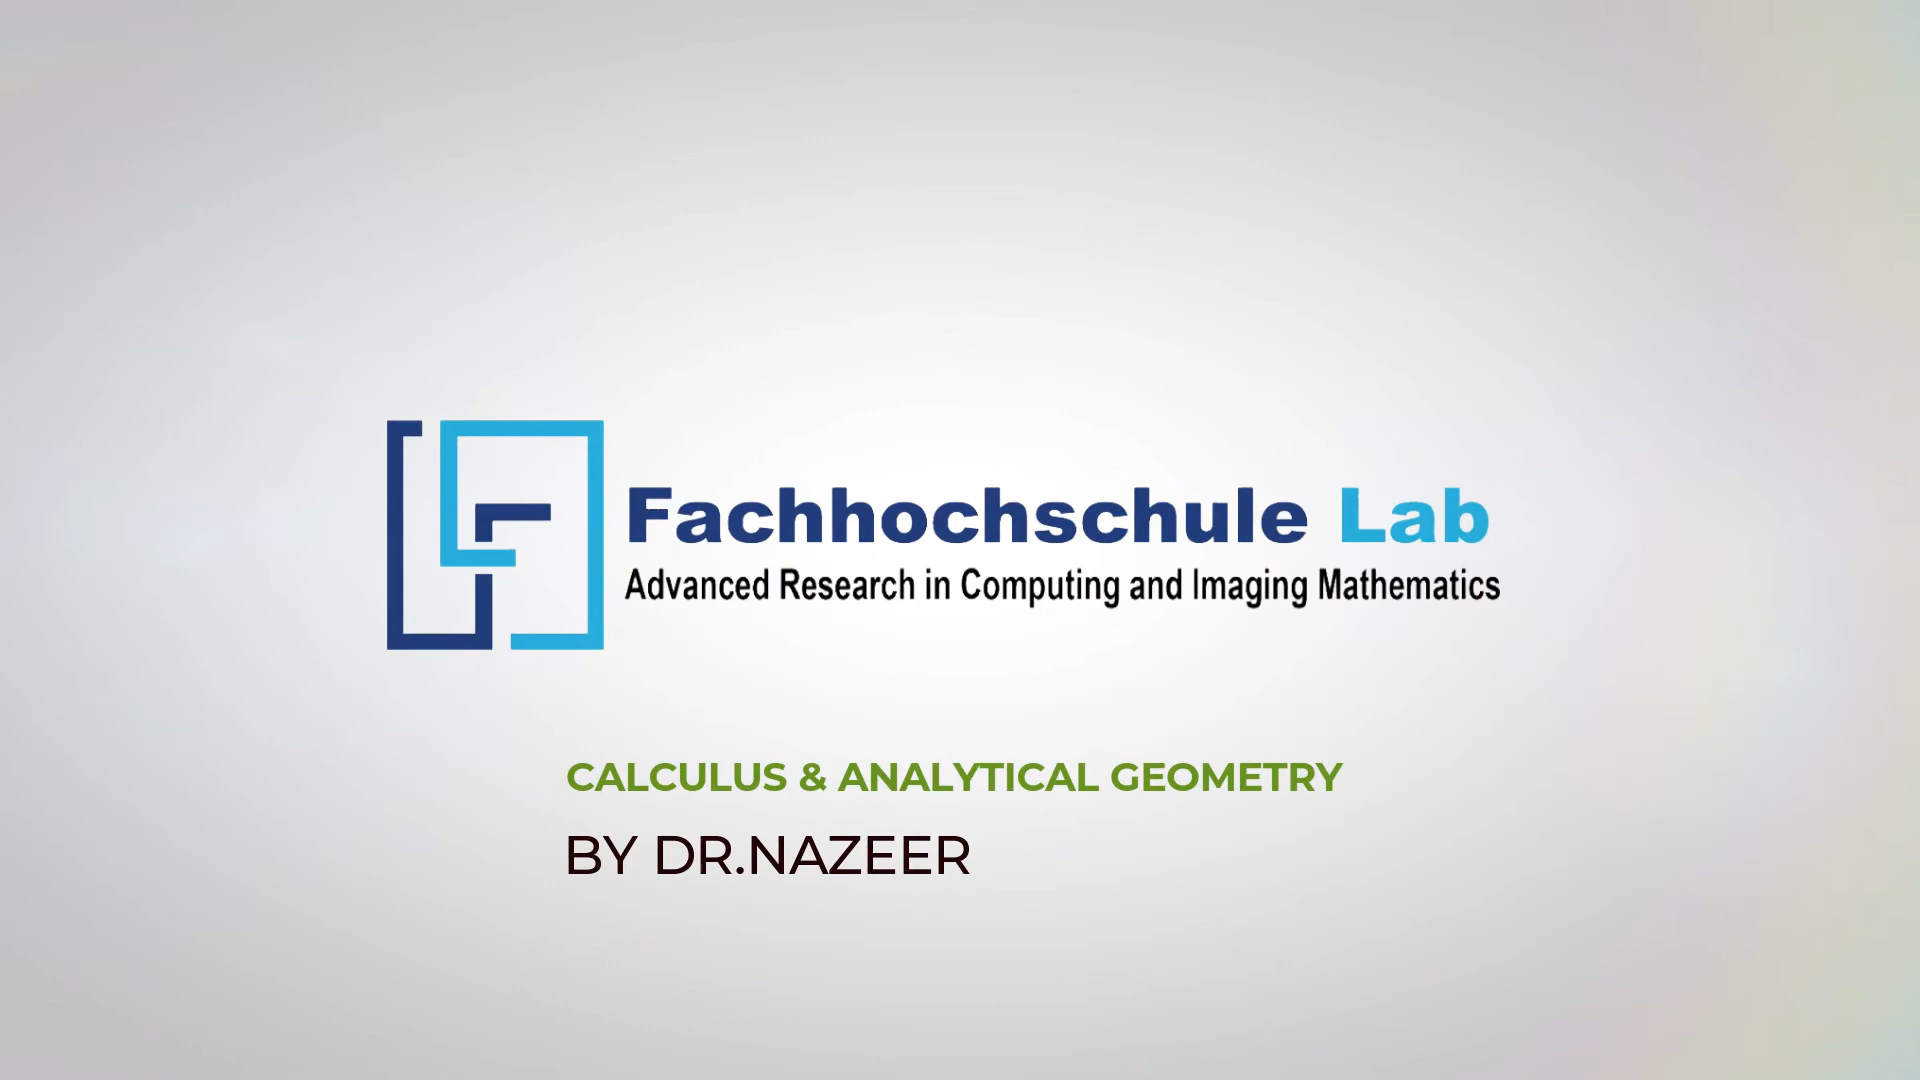 Fachhochschule Lab
Advanced Research in Computing and Imaging Mathematics
CALCULUS & ANALYTICAL GEOMETRY
BY DR.NAZEER